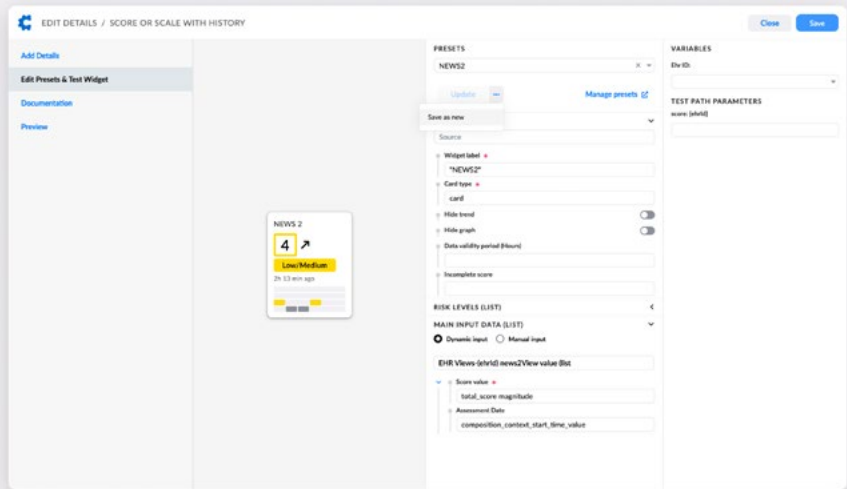 EDIT DETAILS / SCORE OR SCALE WITH HISTORY
Close
Save
Add Details
Edit Presets & Test Widget
Documentation
Preview
NEWS 2
4
Low/Medium
2h 13 min ago
PRESETS
NEWS2
Update
Manage presets
Save as new
Source
Widget label *
"NEWS2"
Card type *
card
Hide trend
Hide graph
Data validity period (Hours)
Incomplete score
RISK LEVELS (LIST)
MAIN INPUT DATA (LIST)
Dynamic input
Manual input
EHR Views-{ehrId} news2View value (list
Score value *
total_score magnitude
Assessment Date
composition_context_start_time_value
VARIABLES
Ehr ID:
TEST PATH PARAMETERS
score: {ehrId}